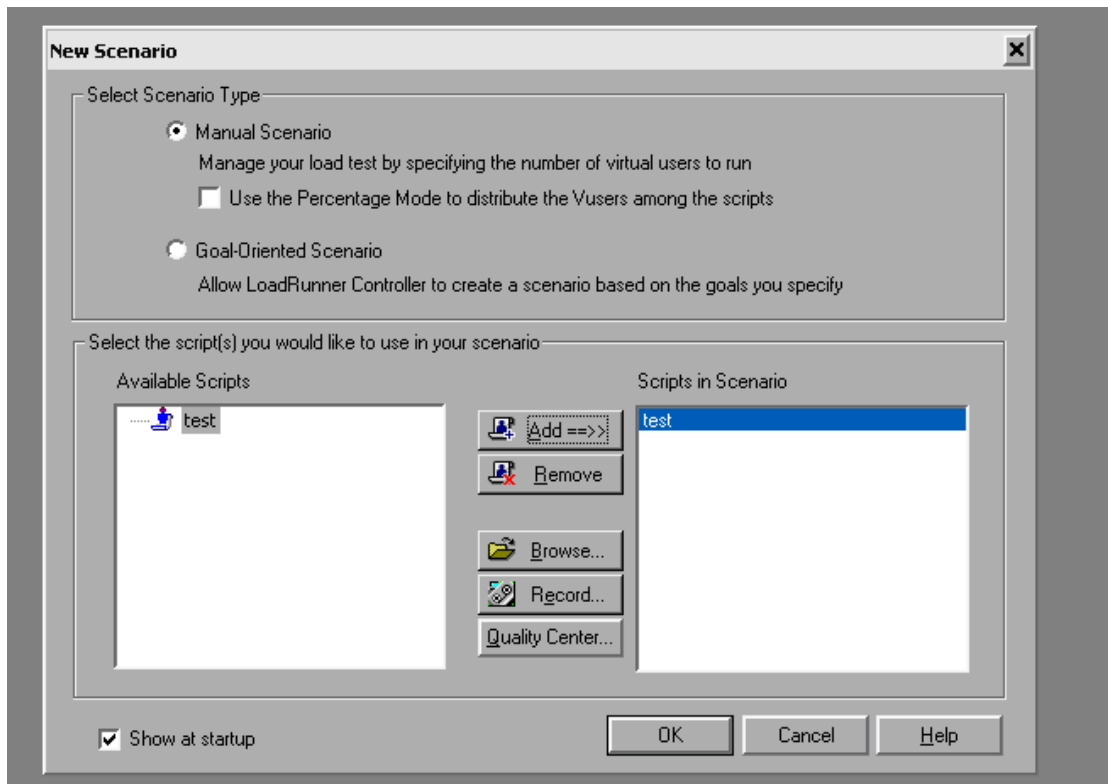 New Scenario
Select Scenario Type
Manual Scenario
Manage your load test by specifying the number of virtual users to run
Use the Percentage Mode to distribute the Vusers among the scripts
Goal-Oriented Scenario
Allow LoadRunner Controller to create a scenario based on the goals you specify
Select the script(s) you would like to use in your scenario
Available Scripts
test
Add ==>>
Remove
Browse...
Record...
Quality Center...
Scripts in Scenario
test
Show at startup
OK
Cancel
Help